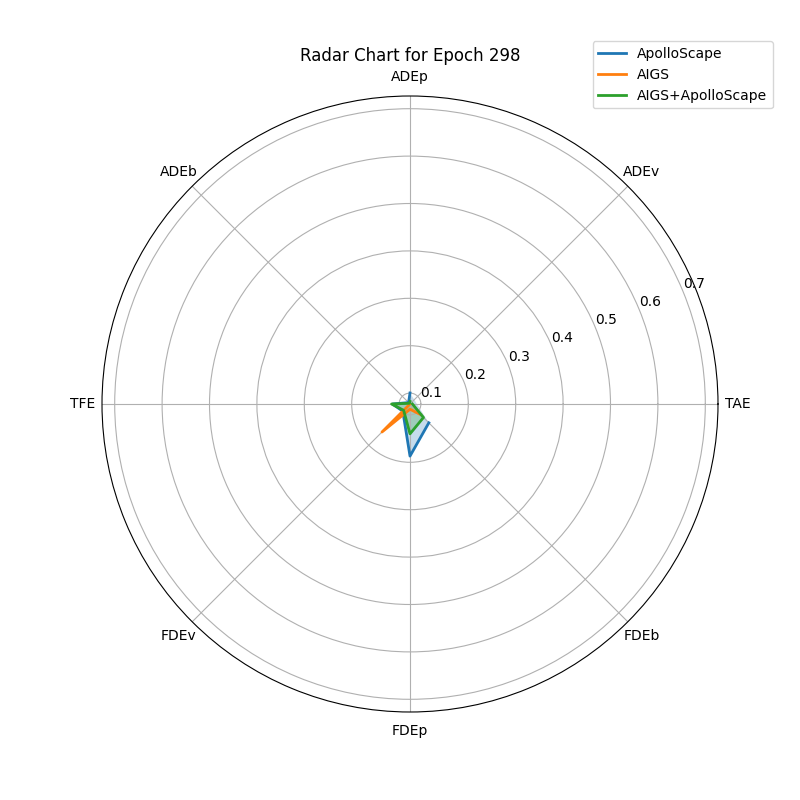 Radar Chart for Epoch 298
ApolloScape
AIGS
AIGS+ApolloScape
ADEp
ADEb
ADEv
0.7
0.6
0.5
0.4
0.3
0.2
0.1
TFE
TAE
FDEv
FDEb
FDEp